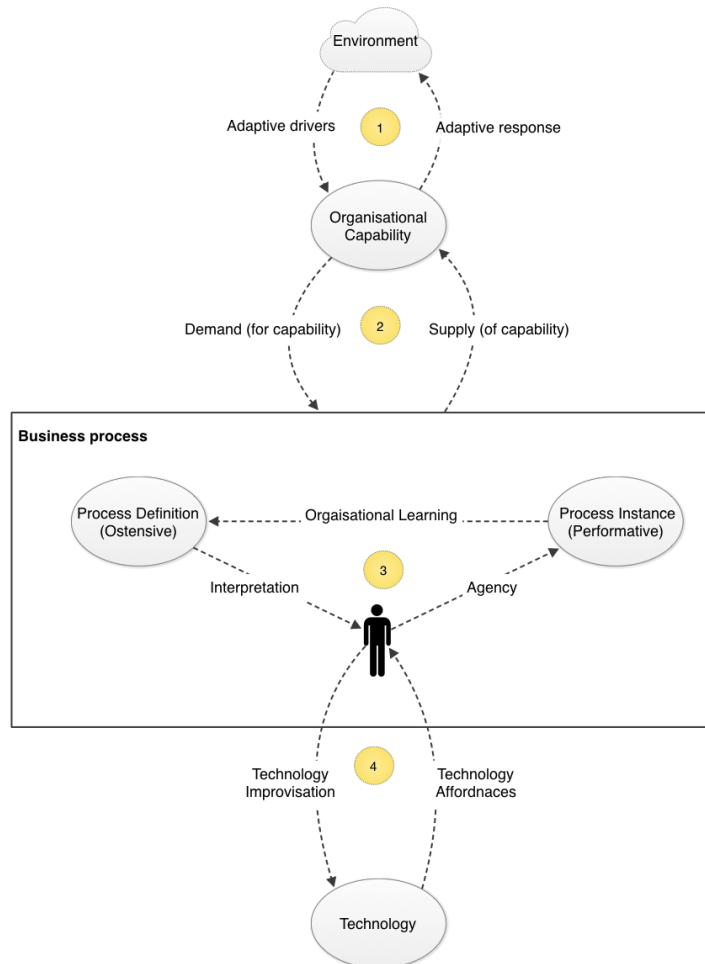 Environment
Adaptive drivers
1
Adaptive response
Organisational
Capability
Demand (for capability)
2
Supply (of capability)
Business process
Process Definition
(Ostensive)
Orgaisational Learning
Process Instance
(Performative)
3
Interpretation
Agency
4
Technology
Improvisation
Technology
Affordnaces
Technology